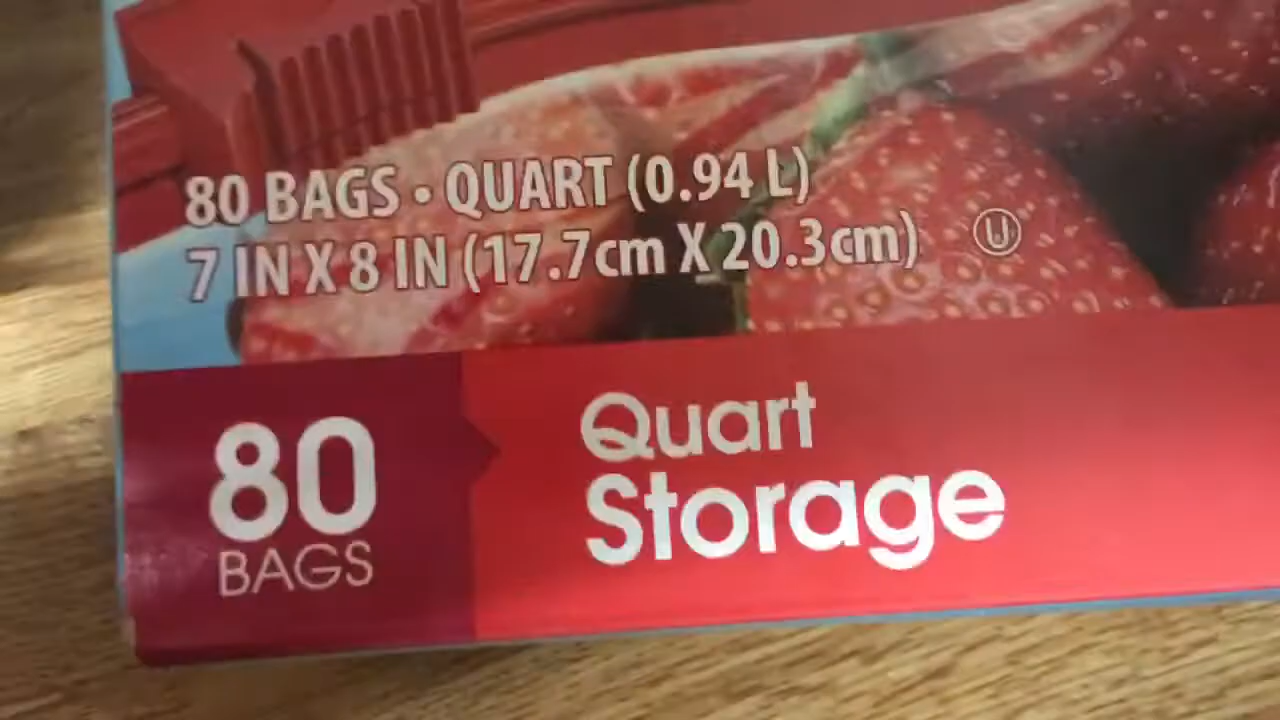 80 BAGS • QUART (0.94 L)
7 IN X 8 IN (17.7cm X 20.3cm) U
80
BAGS
Quart
Storage